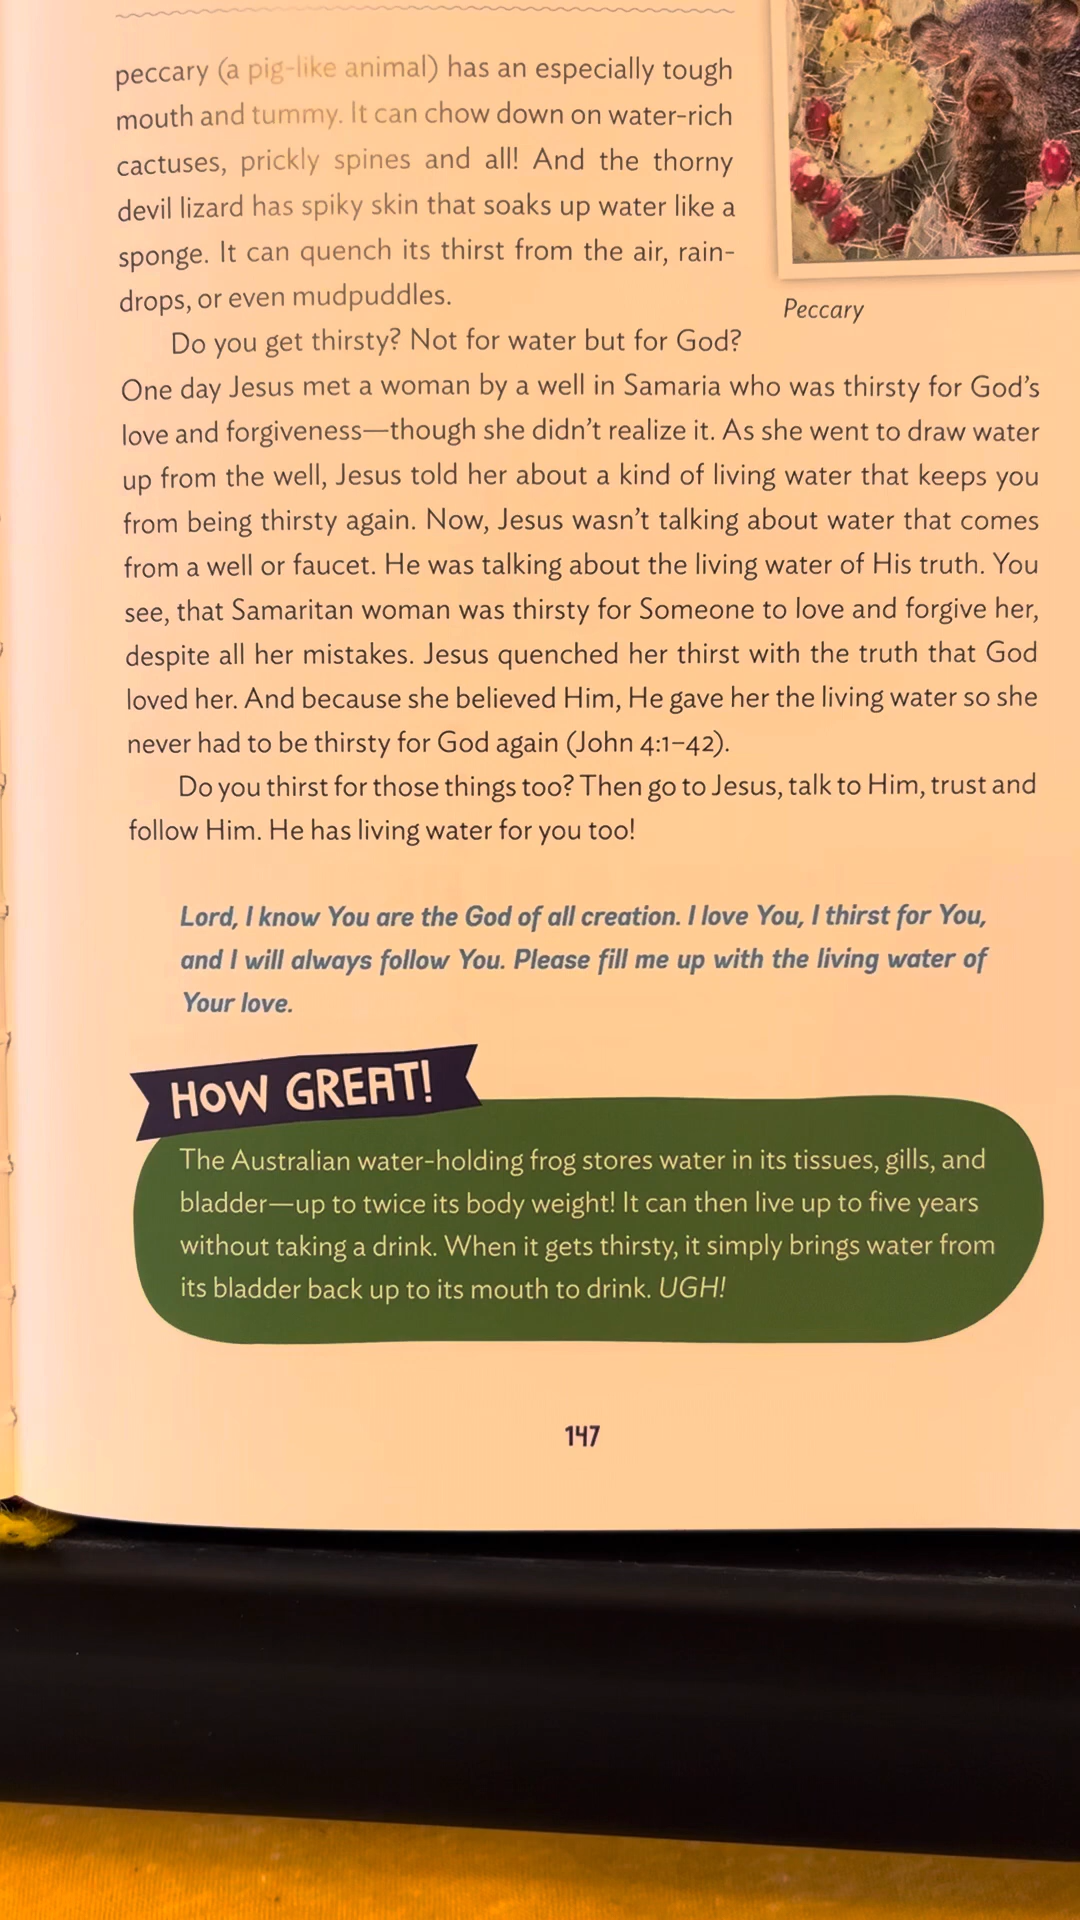 peccary (a pig-like animal) has an especially tough
mouth and tummy. It can chow down on water-rich
cactuses, prickly spines and all! And the thorny
devil lizard has spiky skin that soaks up water like a
sponge. It can quench its thirst from the air, rain-
drops, or even mudpuddles.
Peccary
Do you get thirsty? Not for water but for God?
One day Jesus met a woman by a well in Samaria who was thirsty for God's
love and forgiveness—though she didn't realize it. As she went to draw water
up from the well, Jesus told her about a kind of living water that keeps you
from being thirsty again. Now, Jesus wasn't talking about water that comes
from a well or faucet. He was talking about the living water of His truth. You
see, that Samaritan woman was thirsty for Someone to love and forgive her,
despite all her mistakes. Jesus quenched her thirst with the truth that God
loved her. And because she believed Him, He gave her the living water so she
never had to be thirsty for God again (John 4:1–42).
Do you thirst for those things too? Then go to Jesus, talk to Him, trust and
follow Him. He has living water for you too!
Lord, I know You are the God of all creation. I love You, I thirst for You,
and I will always follow You. Please fill me up with the living water of
Your love.
HOW GREAT!
The Australian water-holding frog stores water in its tissues, gills, and
bladder—up to twice its body weight! It can then live up to five years
without taking a drink. When it gets thirsty, it simply brings water from
its bladder back up to its mouth to drink. UGH!
147